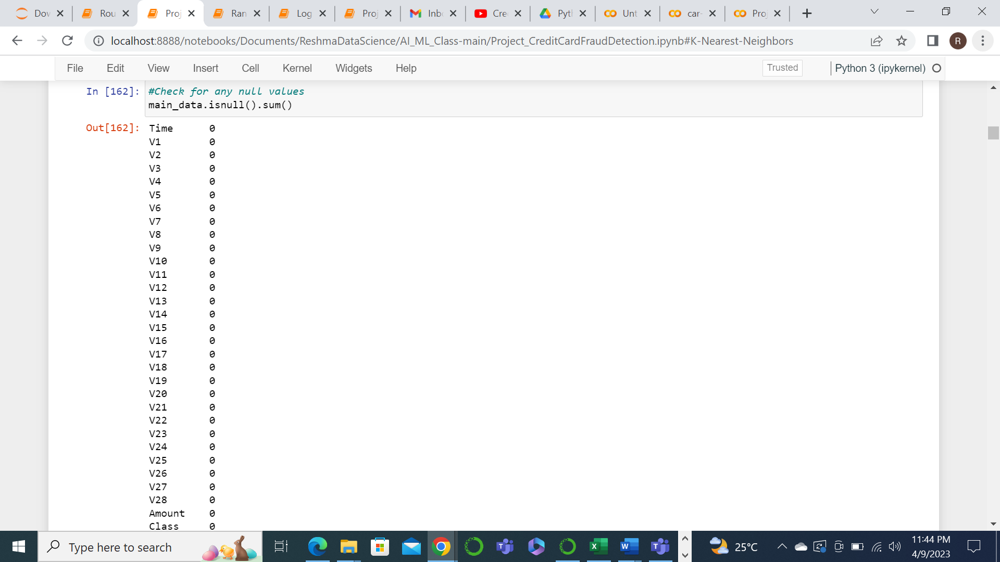 Dov
Rou
Proj
Ran
Log
Proj
Inb
Cre
Pyt
Unt
car-
Proj
localhost:8888/notebooks/Documents/ReshmaDataScience/AI_ML_Class-main/Project_CreditCardFraudDetection.ipynb#K-Nearest-Neighbors
R
File Edit View Insert Cell Kernel Widgets Help
Trusted
Python 3 (ipykernel)
In [162]: #Check for any null values
main_data.isnull().sum()
Out[162]: Time 0
V1 0
V2 0
V3 0
V4 0
V5 0
V6 0
V7 0
V8 0
V9 0
V10 0
V11 0
V12 0
V13 0
V14 0
V15 0
V16 0
V17 0
V18 0
V19 0
V20 0
V21 0
V22 0
V23 0
V24 0
V25 0
V26 0
V27 0
V28 0
Amount 0
Class 0
Type here to search
25°C
11:44 PM
4/9/2023